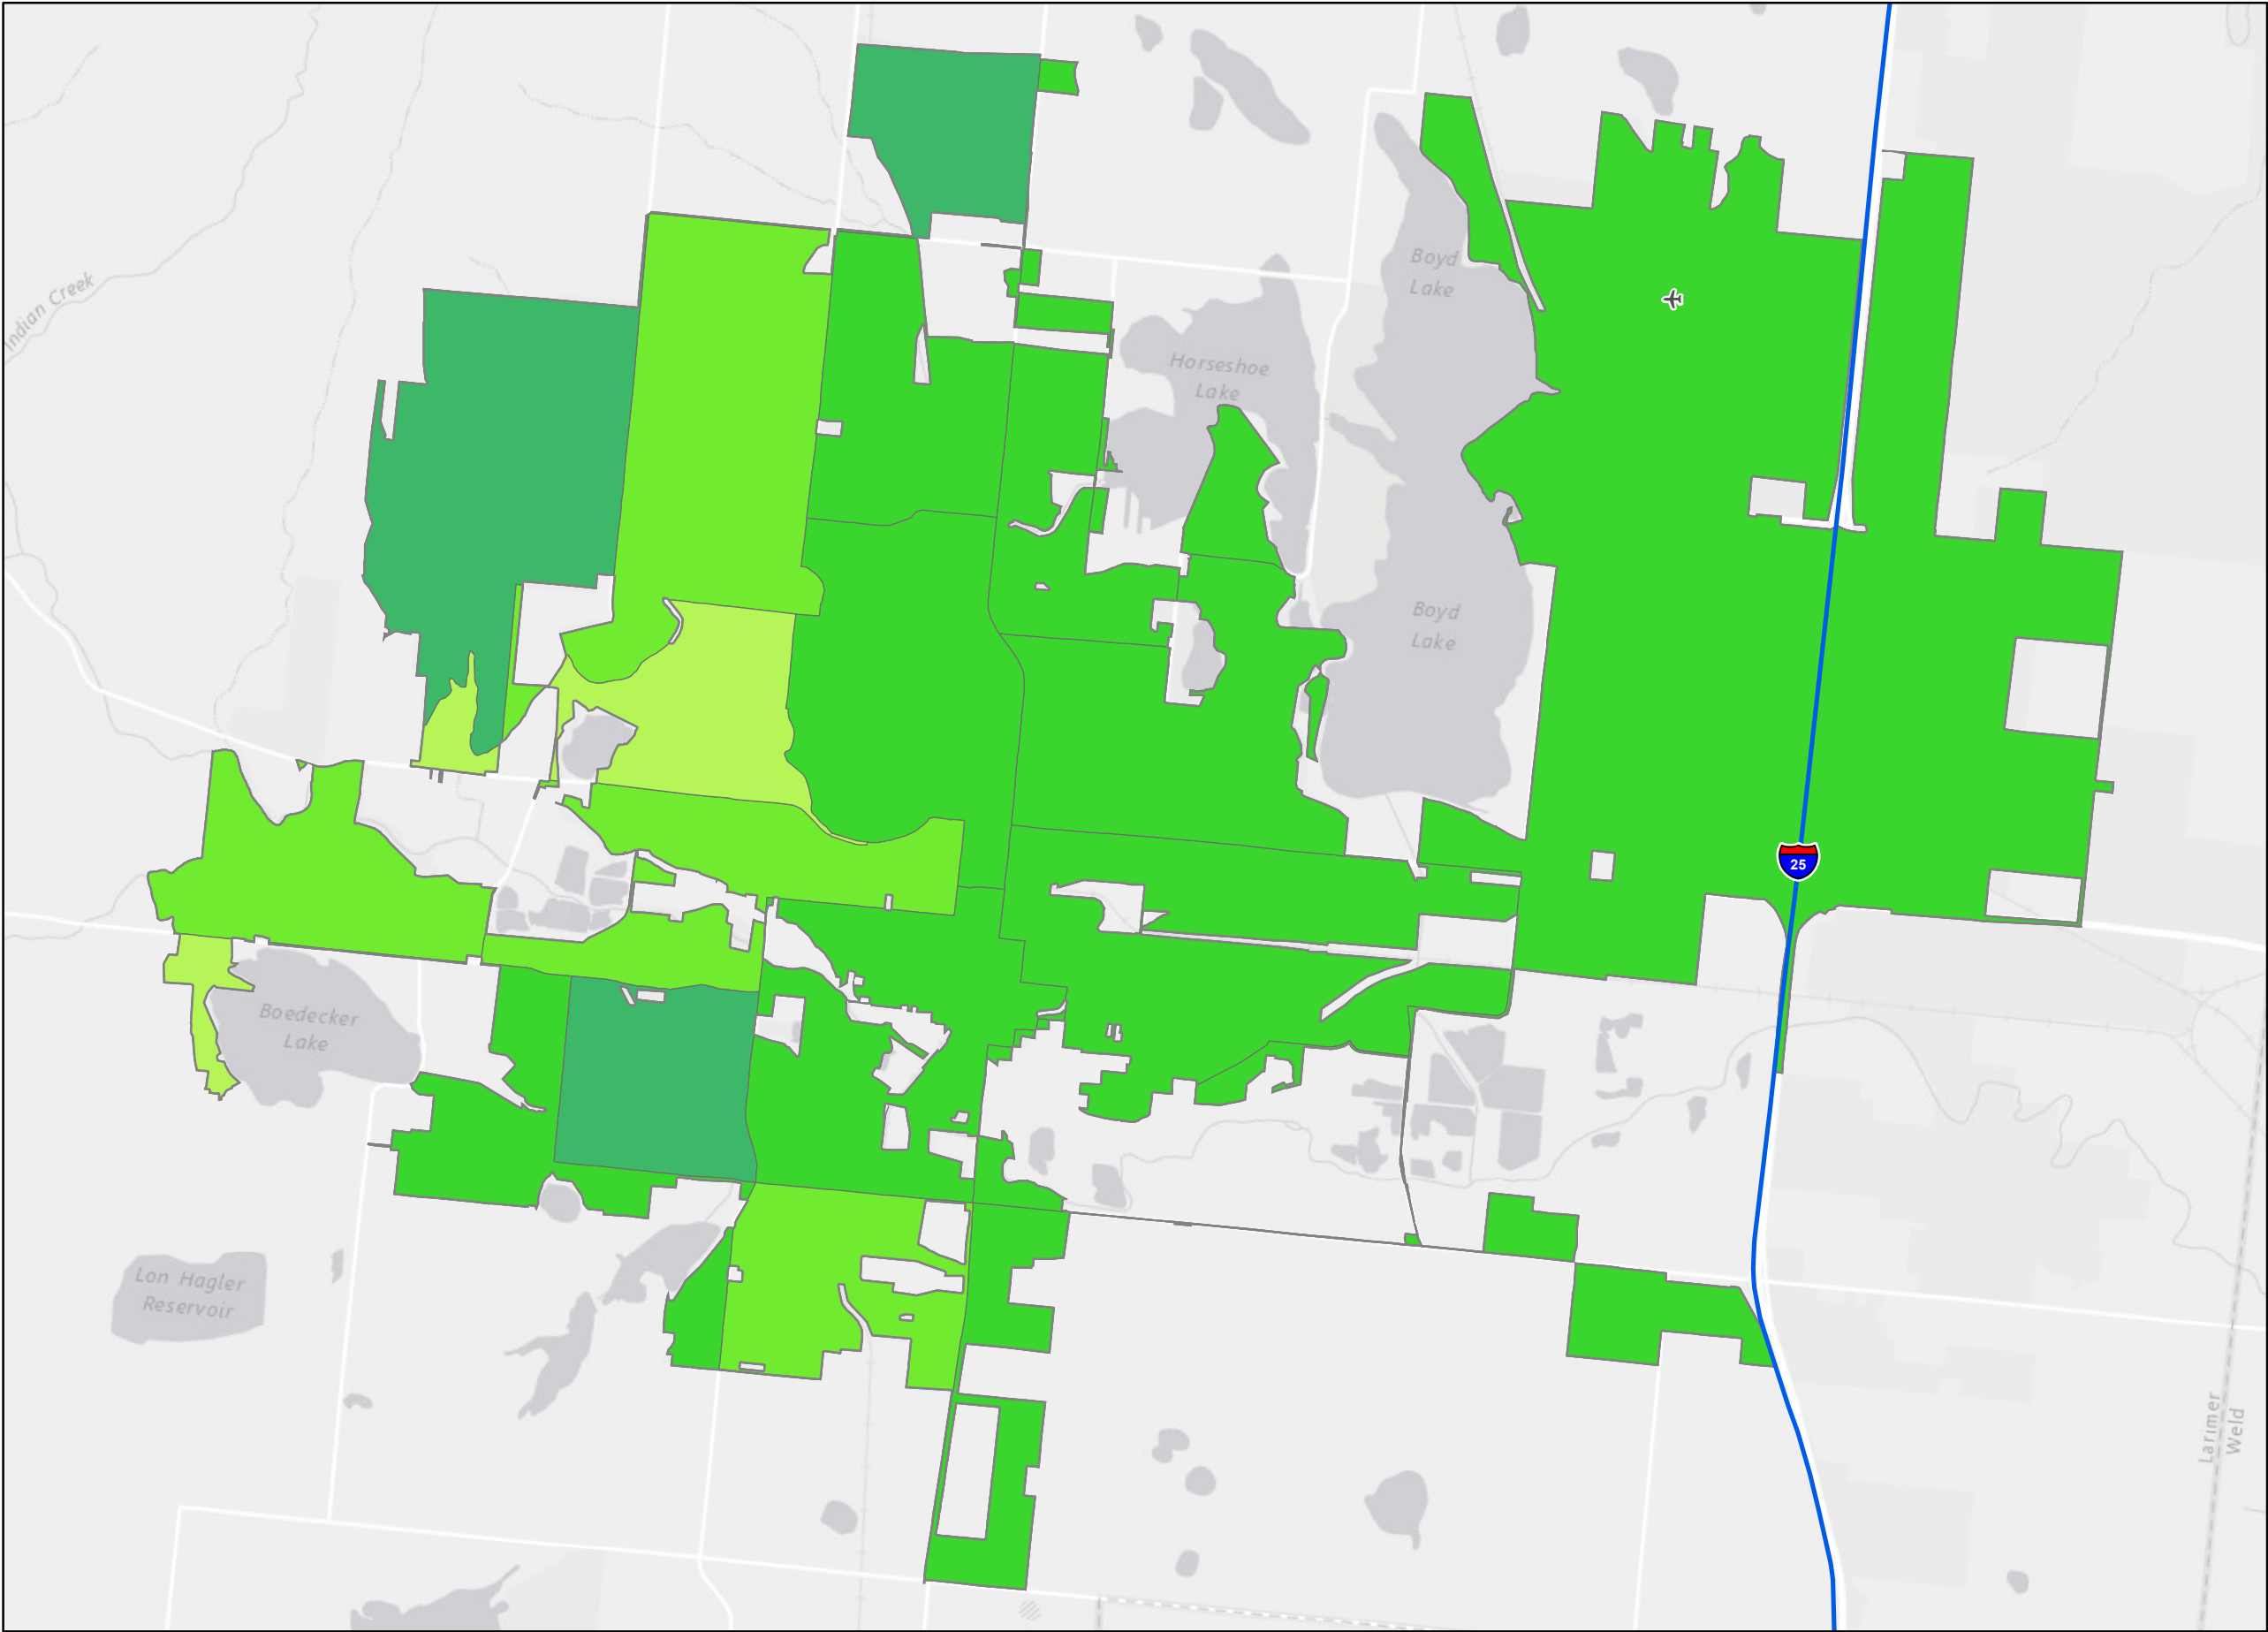 Indian Creek
Boyd
Lake
Horseshoe
Lake
Boyd
Lake
25
Boedecker
Lake
Lon Hagler
Reservoir
Larimer
Weld